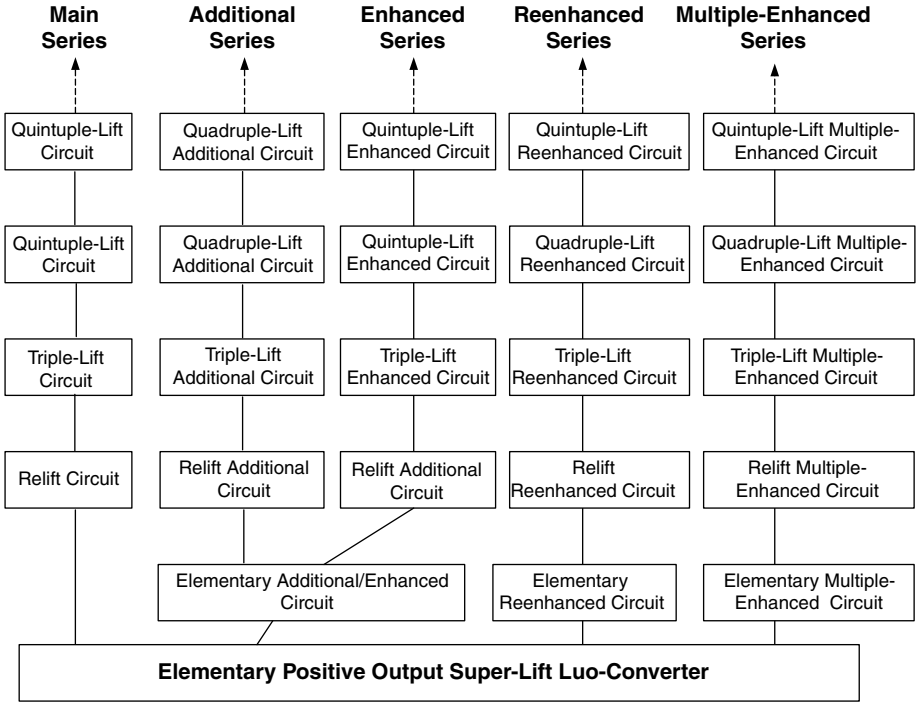 Main
Series
Additional
Series
Enhanced
Series
Reenhanced
Series
Multiple-Enhanced
Series
Quintuple-Lift
Circuit
Quadruple-Lift
Additional Circuit
Quintuple-Lift
Enhanced Circuit
Quintuple-Lift
Reenhanced Circuit
Quintuple-Lift Multiple-
Enhanced Circuit
Quintuple-Lift
Circuit
Quadruple-Lift
Additional Circuit
Quintuple-Lift
Enhanced Circuit
Quadruple-Lift
Reenhanced Circuit
Quadruple-Lift Multiple-
Enhanced Circuit
Triple-Lift
Circuit
Triple-Lift
Additional Circuit
Triple-Lift
Enhanced Circuit
Triple-Lift
Reenhanced Circuit
Triple-Lift Multiple-
Enhanced Circuit
Relift Circuit
Relift Additional
Circuit
Relift Additional
Circuit
Relift
Reenhanced Circuit
Relift Multiple-
Enhanced Circuit
Elementary Additional/Enhanced
Circuit
Elementary
Reenhanced Circuit
Elementary Multiple-
Enhanced Circuit
Elementary Positive Output Super-Lift Luo-Converter